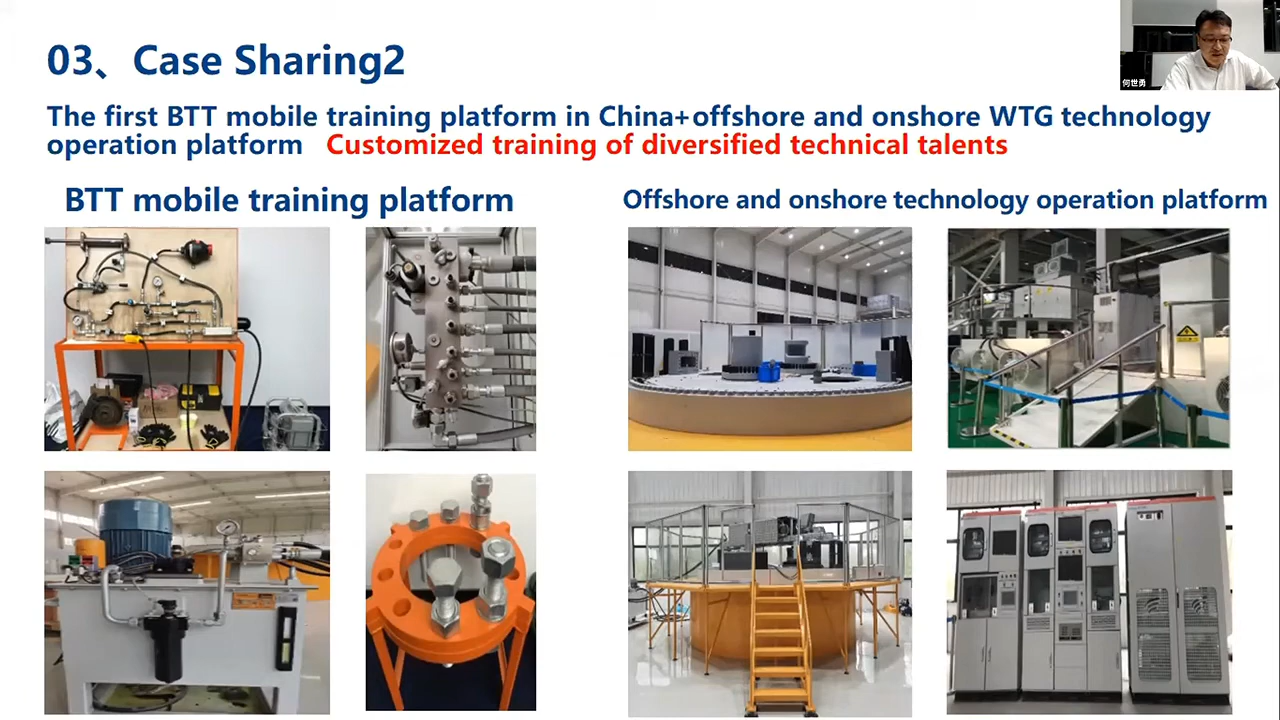 03、Case Sharing2
何世勇
The first BTT mobile training platform in China+offshore and onshore WTG technology
operation platform Customized training of diversified technical talents
BTT mobile training platform
Offshore and onshore technology operation platform